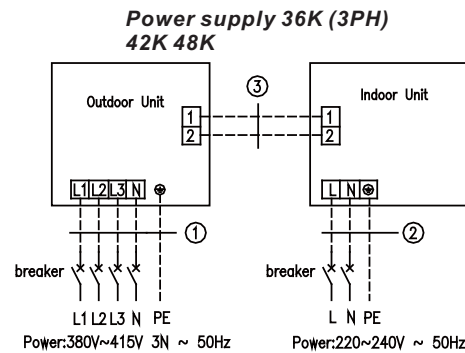 Power supply 36K (3PH)
42K 48K
③
Outdoor Unit
Indoor Unit
1 1
2 2
L1 L2 L3 N
L N
① ②
breaker breaker
L1 L2 L3 N PE
L N PE
Power:380V~415V 3N ~ 50Hz
Power:220~240V ~ 50Hz